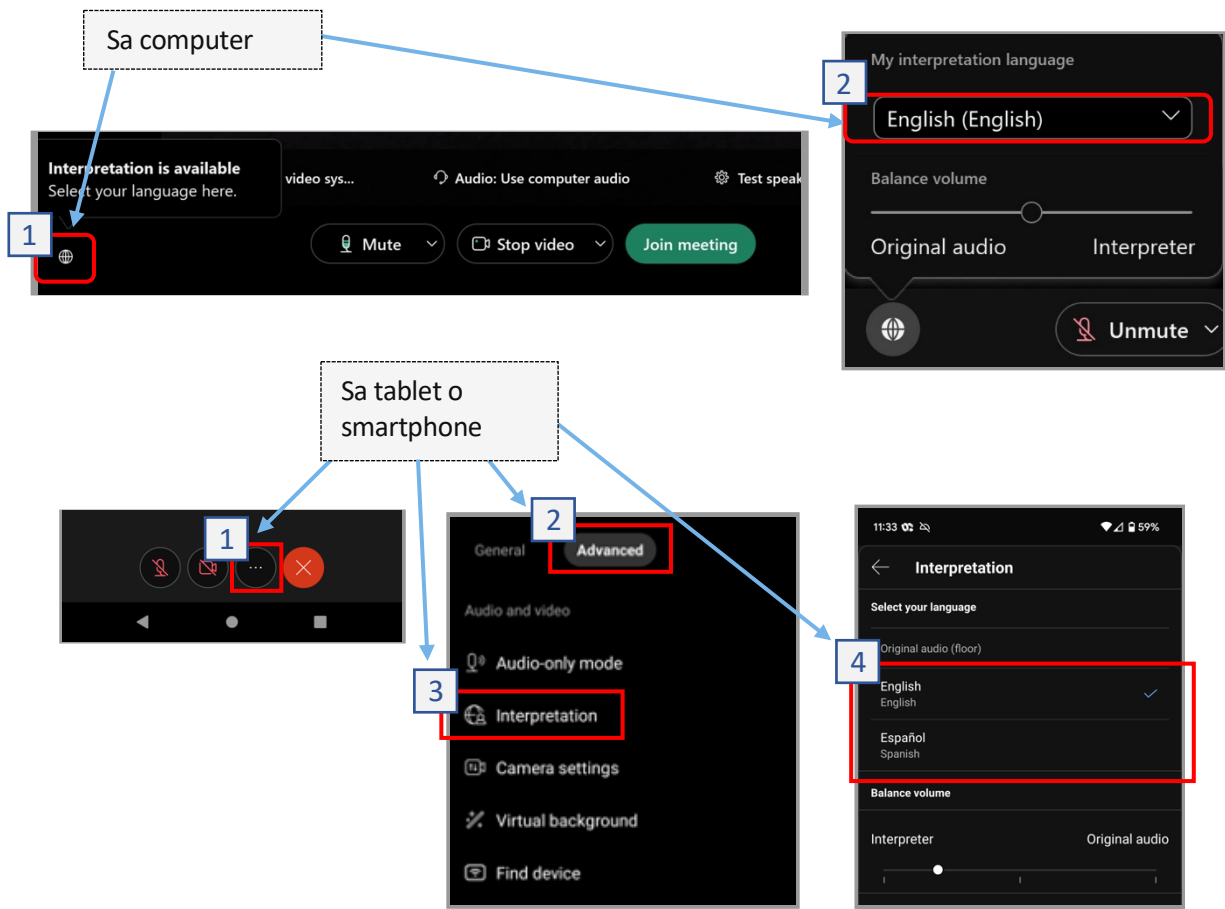 Sa computer
Interpretation is available
Select your language here.
video sys...
Audio: Use computer audio
Test speak
1
Mute
Stop video
Join meeting
My interpretation language
2
English (English)
Balance volume
Original audio
Interpreter
Unmute
Sa tablet o
smartphone
1
2
General
Advanced
Audio and video
Audio-only mode
3
Interpretation
Camera settings
Virtual background
Find device
11:33
59%
Interpretation
Select your language
Original audio (floor)
4
English
English
Español
Spanish
Balance volume
Interpreter
Original audio